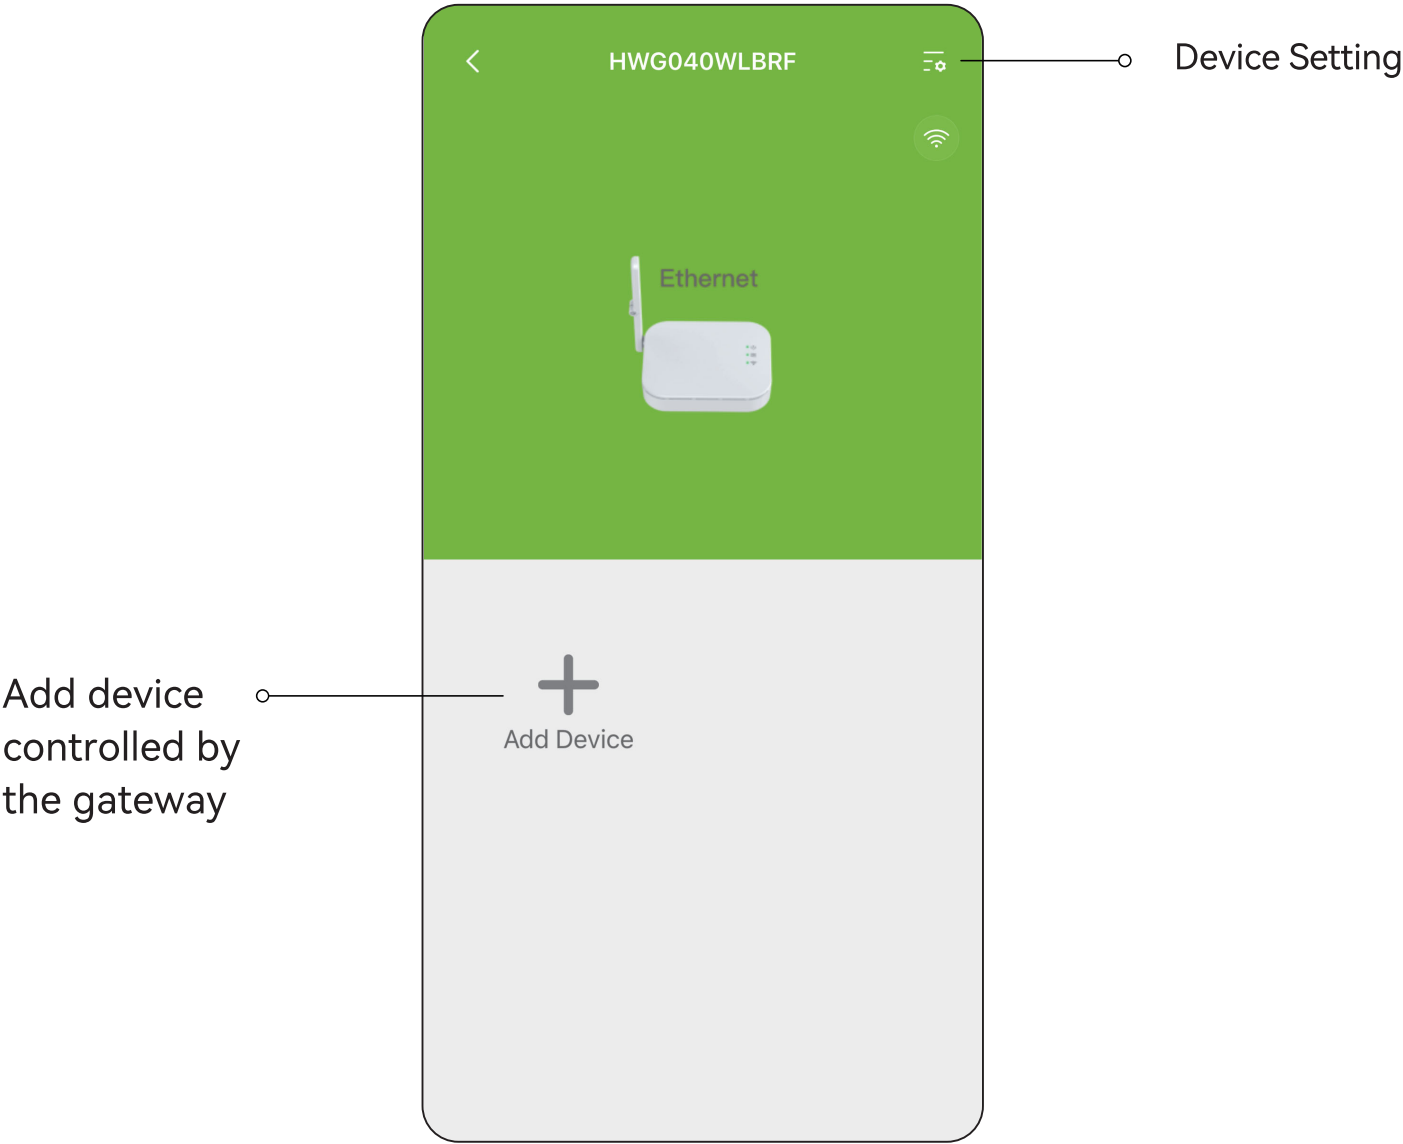 HWG040WLBRF
Device Setting
Ethernet
Add device
controlled by
the gateway
Add Device